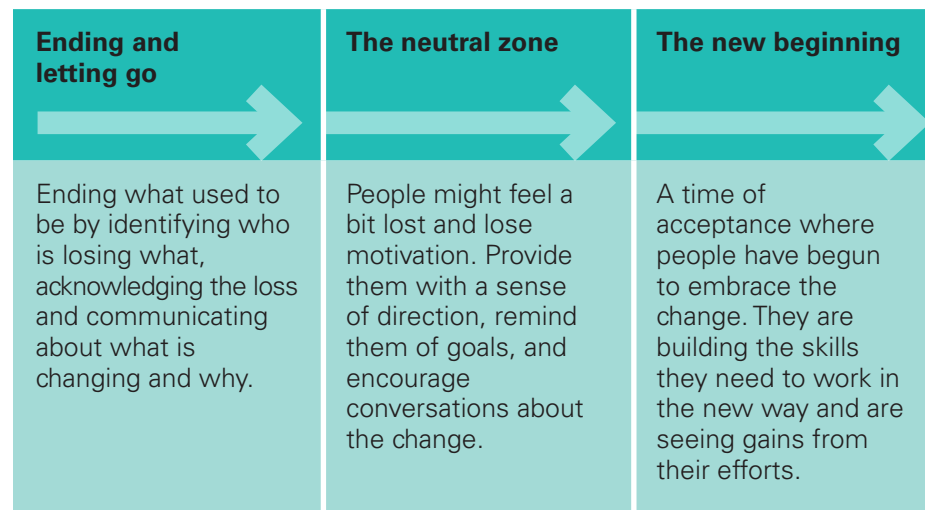 Ending and
letting go
Ending what used to
be by identifying who
is losing what,
acknowledging the loss
and communicating
about what is
changing and why.
The neutral zone
People might feel a
bit lost and lose
motivation. Provide
them with a sense
of direction, remind
them of goals, and
encourage
conversations about
the change.
The new beginning
A time of
acceptance where
people have begun
to embrace the
change. They are
building the skills
they need to work in
the new way and are
seeing gains from
their efforts.